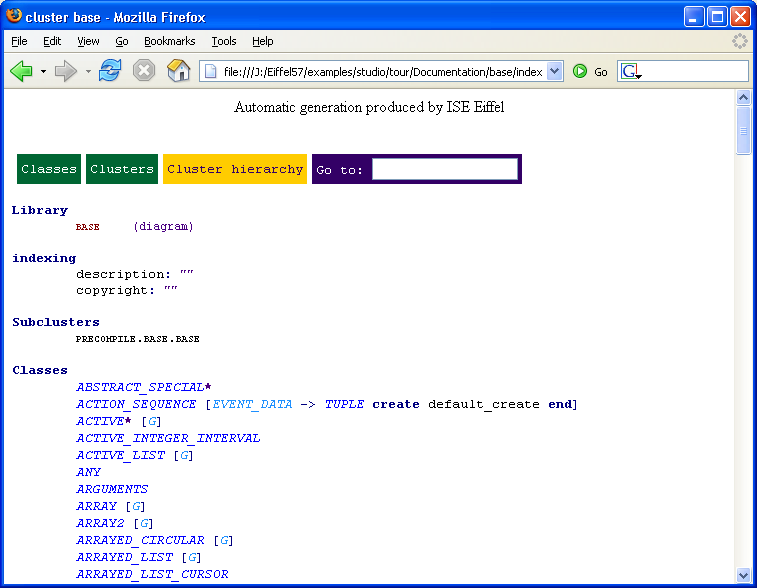 cluster base - Mozilla Firefox
File Edit View Go Bookmarks Tools Help
file:///J:/Eiffel57/examples/studio/tour/Documentation/base/index Go G
Automatic generation produced by ISE Eiffel
Classes Clusters Cluster hierarchy Go to:
Library
BASE (diagram)
indexing
description: ""
copyright: ""
Subclusters
PRECOMPILE.BASE.BASE
Classes
ABSTRACT_SPECIAL*
ACTION_SEQUENCE [EVENT_DATA -> TUPLE create default_create end]
ACTIVE* [G]
ACTIVE_INTEGER_INTERVAL
ACTIVE_LIST [G]
ANY
ARGUMENTS
ARRAY [G]
ARRAY2 [G]
ARRAYED_CIRCULAR [G]
ARRAYED_LIST [G]
ARRAYED_LIST_CURSOR